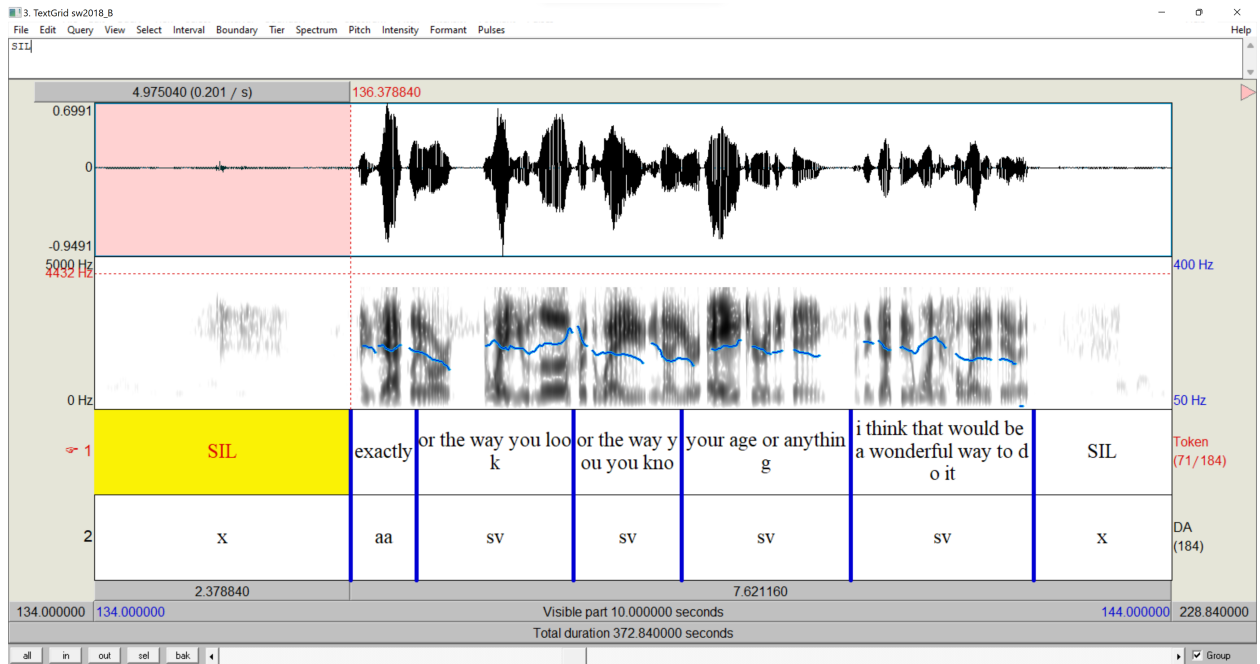 3. TextGrid sw2018_B
File Edit Query View Select Interval Boundary Tier Spectrum Pitch Intensity Formant Pulses Help
SIL
4.975040 (0.201 / s) 136.378840
0.6991
0
-0.9491
5000 Hz 400 Hz
4432 Hz
0 Hz 50 Hz
1 SIL exactly or the way you loo
k or the way y
ou you kno your age or anythin
g i think that would be
a wonderful way to d
o it SIL Token
(71/184)
2 x aa sv sv sv sv x DA
(184)
2.378840 7.621160
134.000000 134.000000 Visible part 10.000000 seconds 144.000000 228.840000
Total duration 372.840000 seconds
all in out sel bak Group